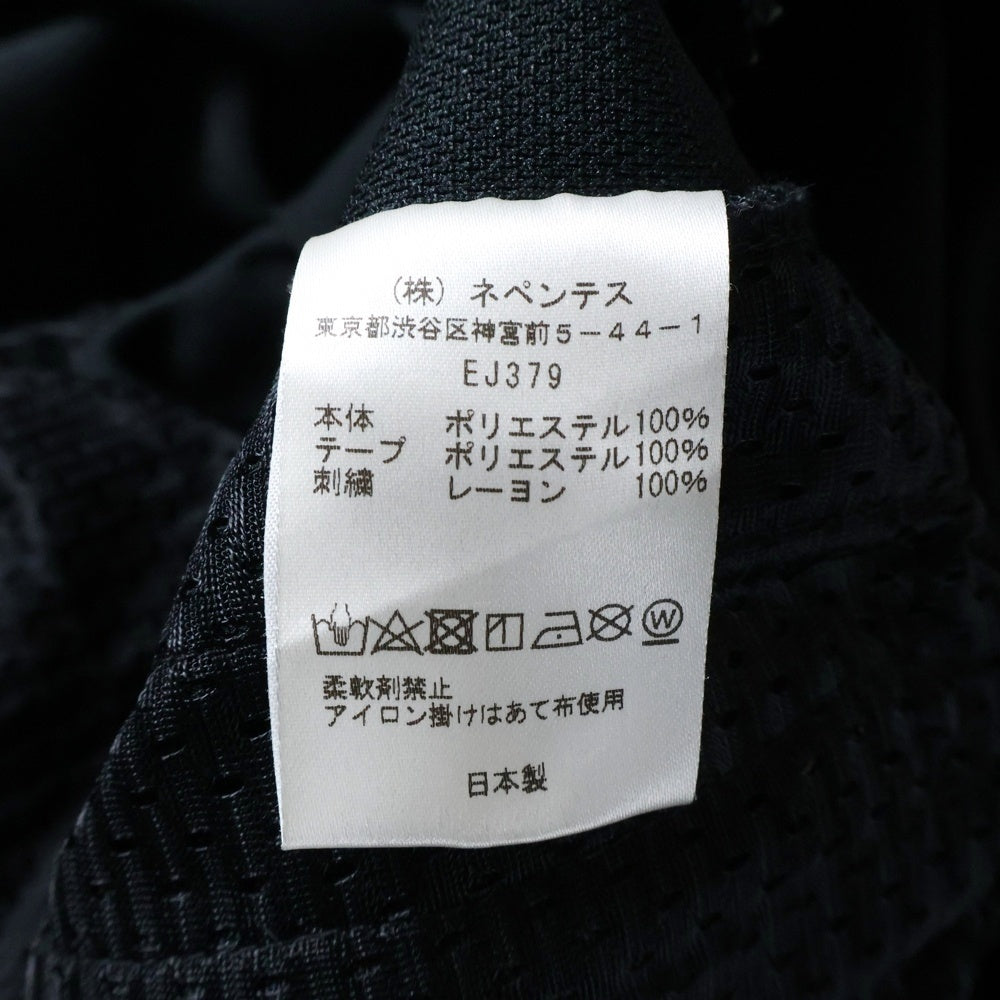 （株）ネペンテス
東京都渋谷区神宮前5-44-1
EJ379
本体 ポリエステル100%
テープ ポリエステル100%
刺繍 レーヨン 100%
W
柔軟剤禁止
アイロン掛けはあて布使用
日本製